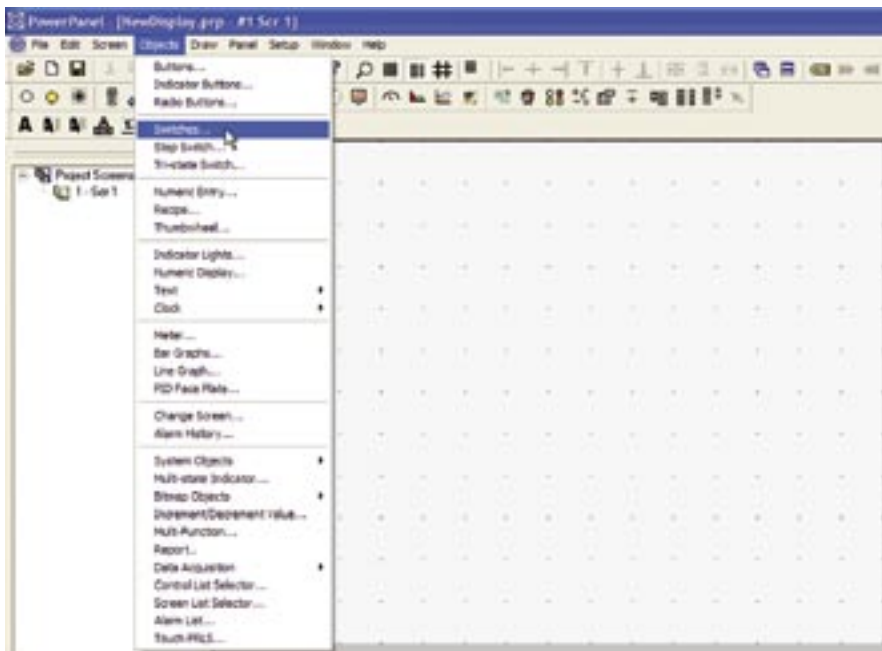 PowerPanel - [NewDisplay.prp - #1 Scr 1]
File Edit Screen Objects Draw Panel Setup Window Help
Buttons...
Indicator Buttons...
Radio Buttons...
Switches...
Step Switch...
Tri-state Switch...
Project Screens
1 - Scr 1
Numeric Entry...
Recipe...
Thumbwheel...
Indicator Lights...
Numeric Display...
Text
Clock
Meter...
Bar Graphs...
Line Graph...
PID Face Plate...
Change Screen...
Alarm History...
System Objects
Multi-state Indicator...
Bitmap Objects
Increment/Decrement Value...
Multi-Function...
Report..
Data Acquisition
Control List Selector...
Screen List Selector...
Alarm List...